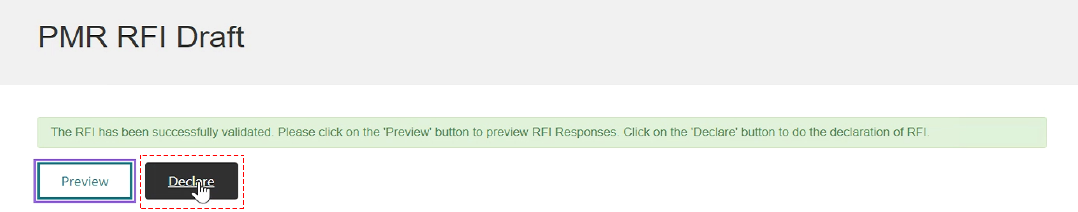 PMR RFI Draft
The RFI has been successfully validated. Please click on the 'Preview' button to preview RFI Responses. Click on the 'Declare' button to do the declaration of RFI.
Preview
Declare